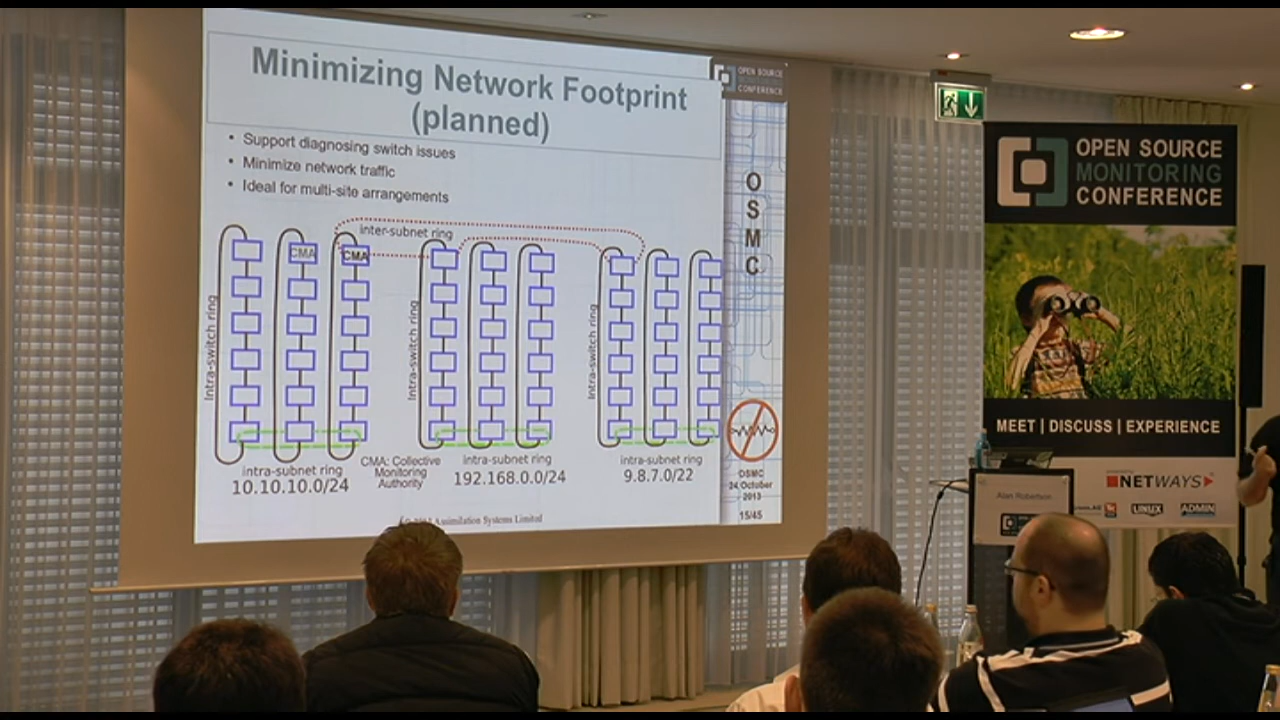 Minimizing Network Footprint
(planned)
• Support diagnosing switch issues
• Minimize network traffic
• Ideal for multi-site arrangements
inter-subnet ring
CMA
CMA
Intra-switch ring
Intra-switch ring
Intra-switch ring
intra-subnet ring
10.10.10.0/24
CMA: Collective
Monitoring
Authority
intra-subnet ring
192.168.0.0/24
intra-subnet ring
9.8.7.0/22
Assimilation Systems Limited
OPEN SOURCE
MONITORING
CONFERENCE
O
S
M
C
OSMC
24 October
2013
15/45
OPEN SOURCE
MONITORING
CONFERENCE
MEET | DISCUSS | EXPERIENCE
NETWAYS
LINUX
ADMIN
Alan Robertson